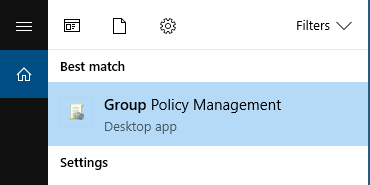 Filters
Best match
Group Policy Management
Desktop app
Settings